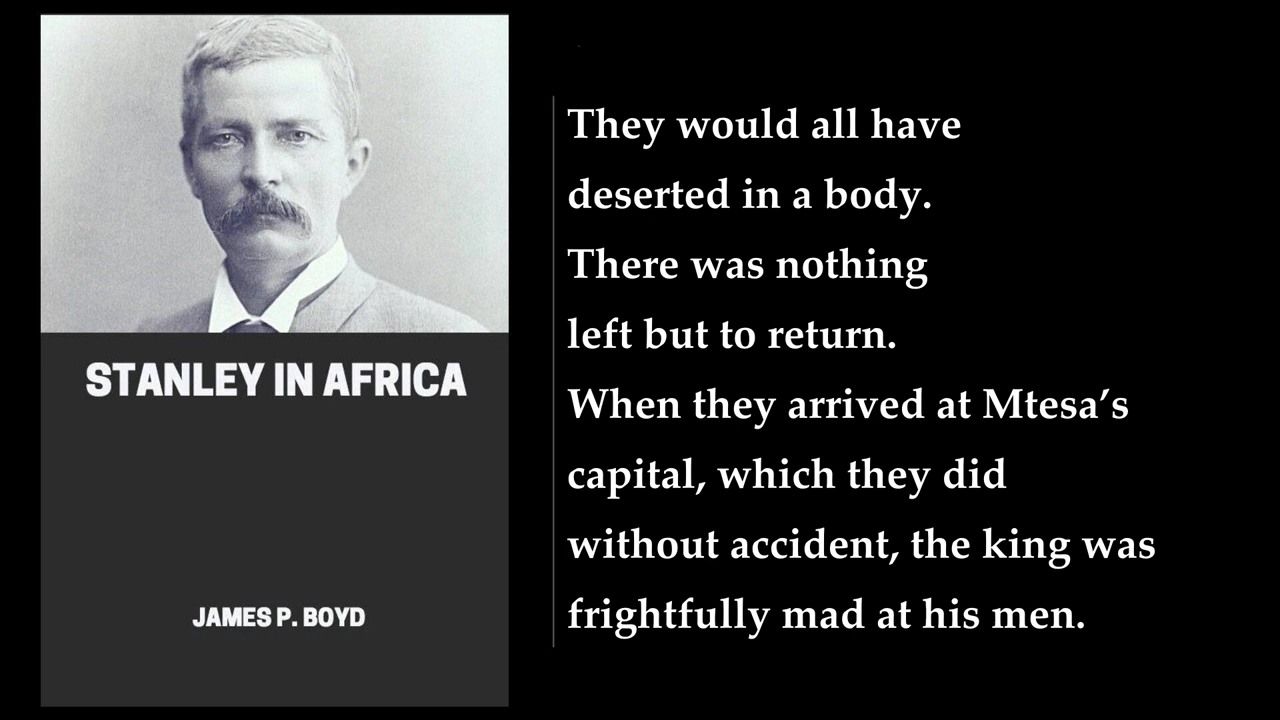 STANLEY IN AFRICA
JAMES P. BOYD
They would all have
deserted in a body.
There was nothing
left but to return.
When they arrived at Mtesa’s
capital, which they did
without accident, the king was
frightfully mad at his men.